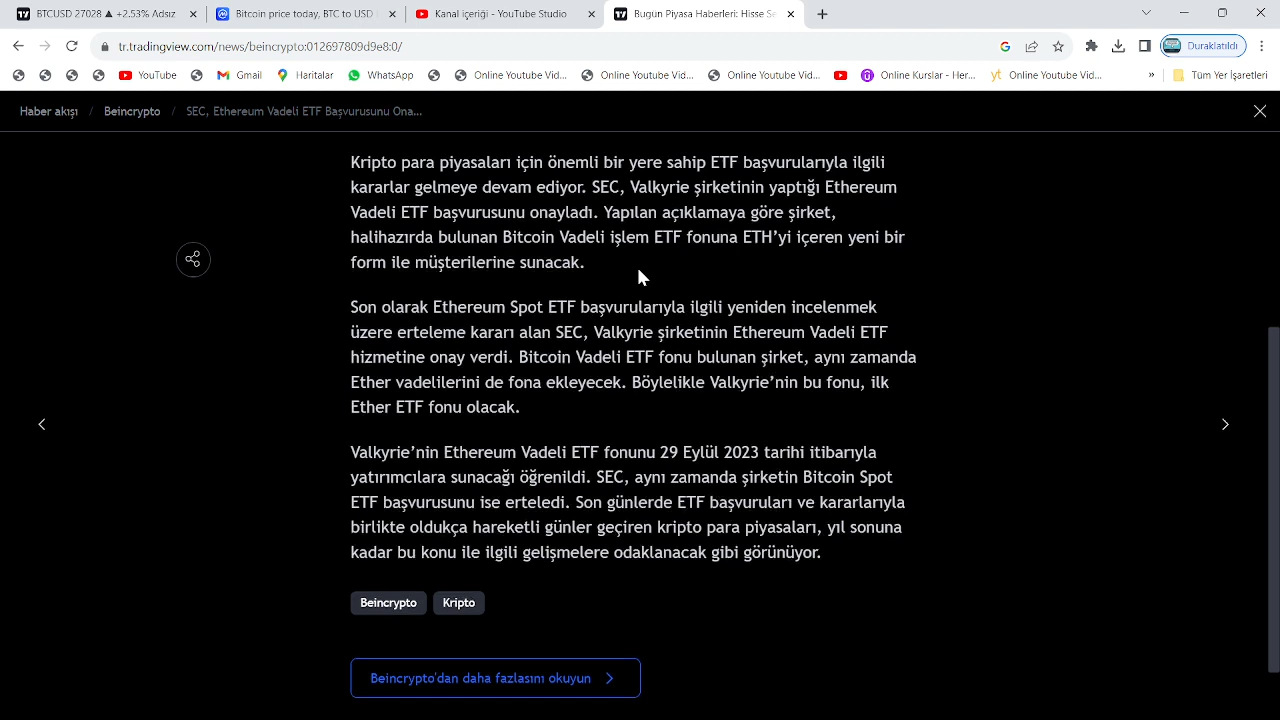 BTCUSD 27028 ▲ +2.53% Adsız
Bitcoin price today, BTC to USD
Kanal içeriği - YouTube Studio
Bugün Piyasa Haberleri: Hisse Se
tr.tradingview.com/news/beincrypto:012697809d9e8:0/
Duraklatıldı
YouTube
Gmail
Haritalar
WhatsApp
Online Youtube Vid...
Online Youtube Vid...
Online Youtube Vid...
Online Kurslar - Her...
yt Online Youtube Vid...
»
Tüm Yer İşaretleri
Haber akışı / Beincrypto / SEC, Ethereum Vadeli ETF Başvurusunu Ona...
Kripto para piyasaları için önemli bir yere sahip ETF başvurularıyla ilgili
kararlar gelmeye devam ediyor. SEC, Valkyrie şirketinin yaptığı Ethereum
Vadeli ETF başvurusunu onayladı. Yapılan açıklamaya göre şirket,
halihazırda bulunan Bitcoin Vadeli işlem ETF fonuna ETH’yi içeren yeni bir
form ile müşterilerine sunacak.
Son olarak Ethereum Spot ETF başvurularıyla ilgili yeniden incelenmek
üzere erteleme kararı alan SEC, Valkyrie şirketinin Ethereum Vadeli ETF
hizmetine onay verdi. Bitcoin Vadeli ETF fonu bulunan şirket, aynı zamanda
Ether vadelilerini de fona ekleyecek. Böylelikle Valkyrie’nin bu fonu, ilk
Ether ETF fonu olacak.
Valkyrie’nin Ethereum Vadeli ETF fonunu 29 Eylül 2023 tarihi itibarıyla
yatırımcılara sunacağı öğrenildi. SEC, aynı zamanda şirketin Bitcoin Spot
ETF başvurusunu ise erteledi. Son günlerde ETF başvuruları ve kararlarıyla
birlikte oldukça hareketli günler geçiren kripto para piyasaları, yıl sonuna
kadar bu konu ile ilgili gelişmelere odaklanacak gibi görünüyor.
Beincrypto
Kripto
Beincrypto'dan daha fazlasını okuyun